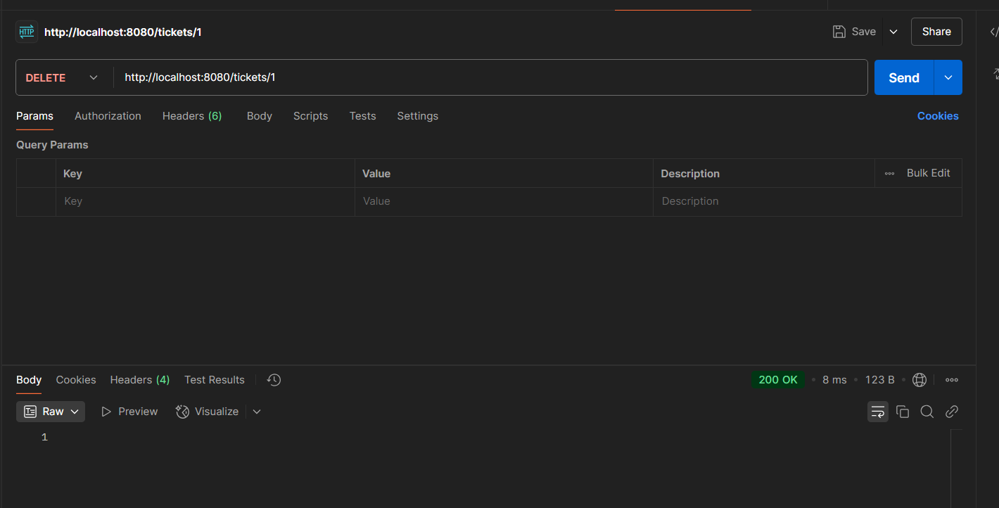 HTTP http://localhost:8080/tickets/1 Save Share
DELETE http://localhost:8080/tickets/1 Send
Params Authorization Headers (6) Body Scripts Tests Settings Cookies
Query Params
Key Value Description Bulk Edit
Key Value Description
Body Cookies Headers (4) Test Results 200 OK • 8 ms • 123 B •
Raw Preview Visualize
1